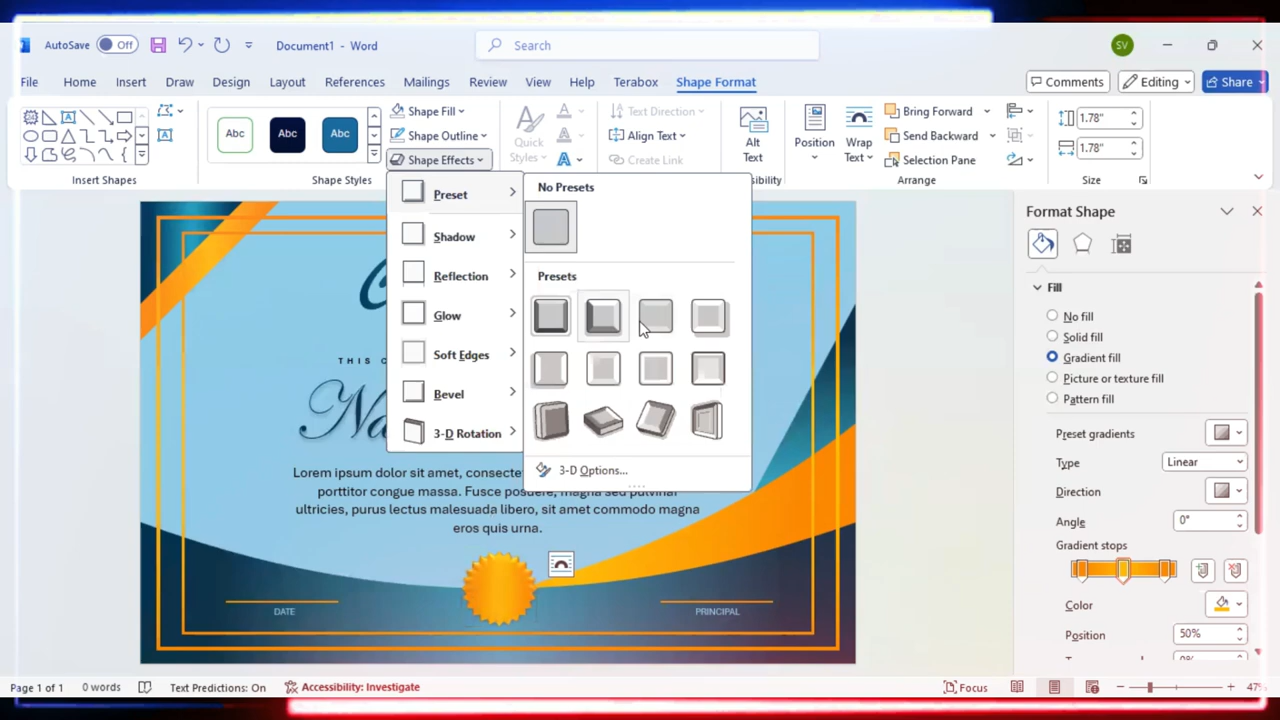 AutoSave Off Document1 - Word Search SV
File Home Insert Draw Design Layout References Mailings Review View Help Terabox Shape Format Comments Editing Share
Abc Abc Abc
Shape Fill
Shape Outline
Shape Effects
Quick
Styles
Text Direction
Align Text
Create Link
Alt
Text
Position
Wrap
Text
Bring Forward
Send Backward
Selection Pane
1.78"
1.78"
Insert Shapes Shape Styles Arrange Size
Preset
Shadow
Reflection
Glow
Soft Edges
Bevel
3-D Rotation
No Presets
Presets
3-D Options...
THIS
Lorem ipsum dolor sit amet,
porttitor congue massa. Fusce posuere, magna sed pulvinar
ultricies, purus lectus malesuada libero, sit amet commodo magna
eros quis urna.
DATE
PRINCIPAL
Format Shape
Fill
No fill
Solid fill
Gradient fill
Picture or texture fill
Pattern fill
Preset gradients
Type Linear
Direction
Angle 0°
Gradient stops
Color
Position 50%
Page 1 of 1 0 words Text Predictions: On Accessibility: Investigate Focus 47%